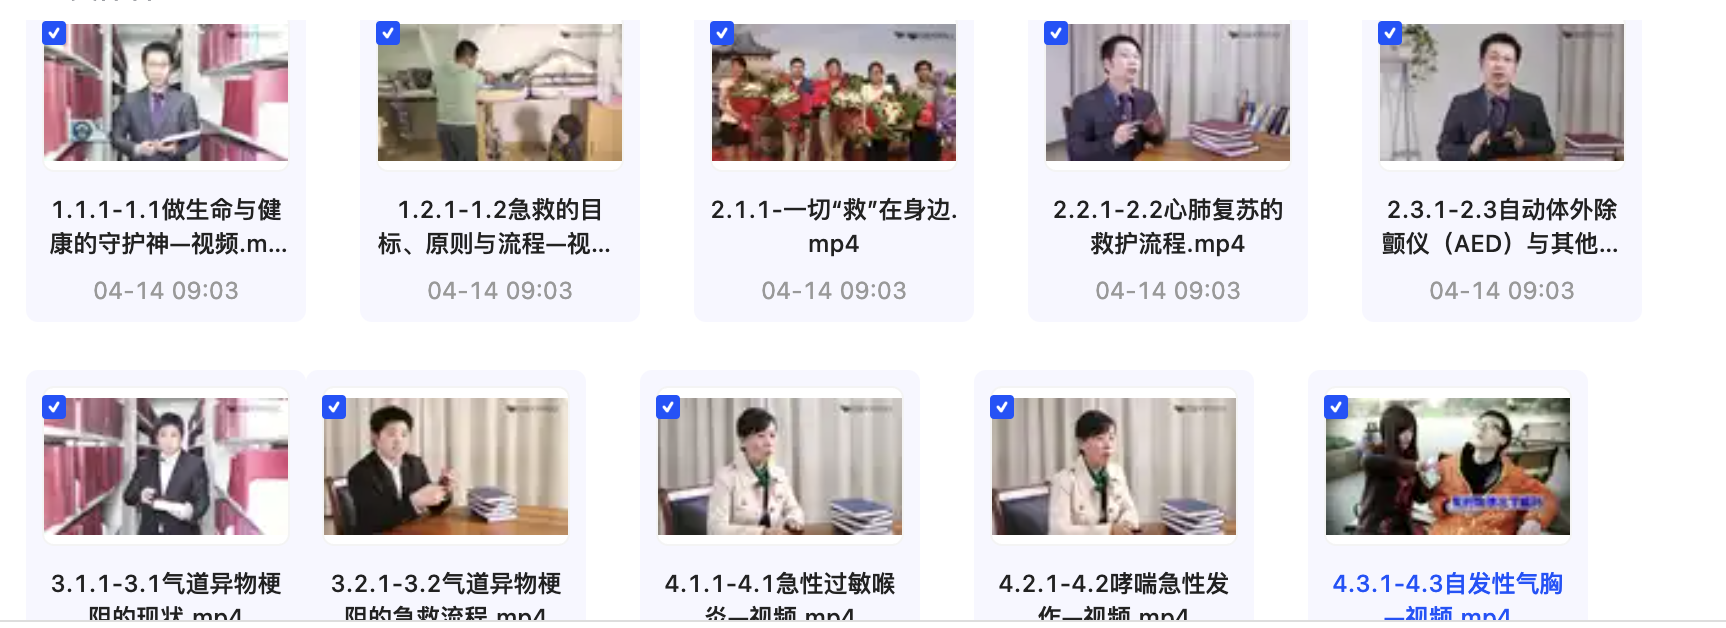 1.1.1-1.1做生命与健
康的守护神—视频.m...
04-14 09:03
1.2.1-1.2急救的目
标、原则与流程—视...
04-14 09:03
2.1.1-一切“救”在身边.
mp4
04-14 09:03
2.2.1-2.2心肺复苏的
救护流程.mp4
04-14 09:03
2.3.1-2.3自动体外除
颤仪（AED）与其他...
04-14 09:03
3.1.1-3.1气道异物梗
阻的现状.mp4
3.2.1-3.2气道异物梗
阻的急救流程.mp4
4.1.1-4.1急性过敏喉
炎—视频.mp4
4.2.1-4.2哮喘急性发
作—视频.mp4
4.3.1-4.3自发性气胸
—视频.mp4